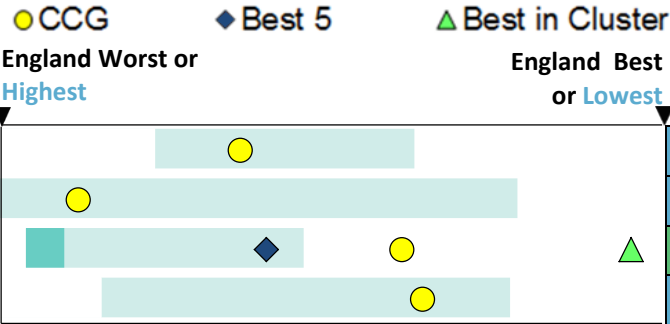 CCG Best 5 Best in Cluster
England Worst or England Best
Highest or Lowest